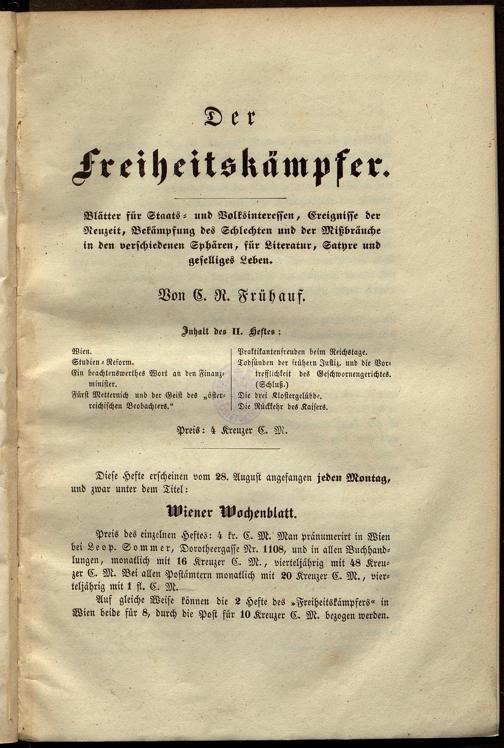 Der
Freiheitskämpfer.
Blätter für Staats- und Volksinteressen, Ereignisse der
Neuzeit, Bekämpfung des Schlechten und der Mißbräuche
in den verschiedenen Sphären, für Literatur, Satyre und
geselliges Leben.
Von C. R. Frühauf.
Inhalt des II. Heftes:
Wien.
Studien-Reform.
Ein beachtenswerthes Wort an den Finanz-
minister.
Fürst Metternich und der Geist des „öster-
reichischen Beobachters.“
Praktikantenfreuden beim Reichstage.
Todsünden der frühern Justiz, und die Vor-
trefflichkeit des Geschwornengerichtes.
(Schluß.)
Die drei Klostergelübde.
Die Rückkehr des Kaisers.
Preis: 4 Kreuzer C. M.
Diese Hefte erscheinen vom 28. August angefangen jeden Montag,
und zwar unter dem Titel:
Wiener Wochenblatt.
Preis des einzelnen Heftes: 4 kr. C. M. Man pränumerirt in Wien
bei Leop. Sommer, Dorotheergasse Nr. 1108, und in allen Buchhand-
lungen, monatlich mit 16 Kreuzer C. M., vierteljährig mit 48 Kreu-
zer C. M. Bei allen Postämtern monatlich mit 20 Kreuzer C. M., vier-
teljährig mit 1 fl. C. M.
Auf gleiche Weise können die 2 Hefte des »Freiheitskämpfers« in
Wien beide für 8, durch die Post für 10 Kreuzer C. M. bezogen werden.